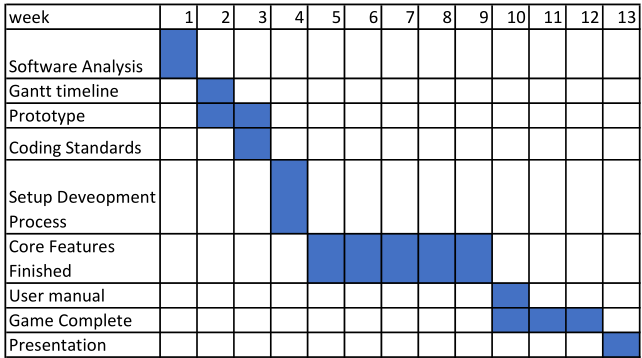 week 1 2 3 4 5 6 7 8 9 10 11 12 13
Software Analysis
Gantt timeline
Prototype
Coding Standards
Setup Deveopment
Process
Core Features
Finished
User manual
Game Complete
Presentation